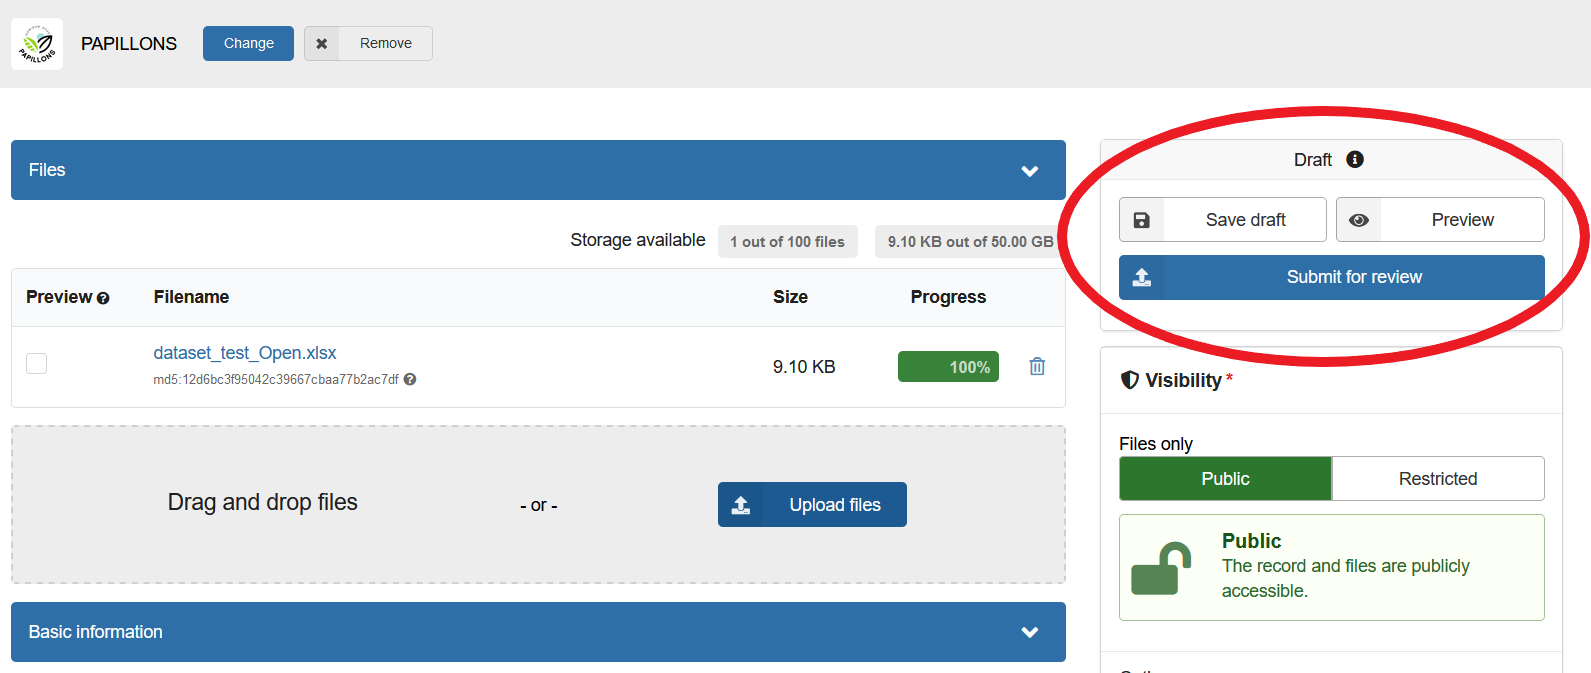 PAPILLONS
PAPILLONS
Change
Remove
Files
Storage available
1 out of 100 files
9.10 KB out of 50.00 GB
Preview
Filename
Size
Progress
dataset_test_Open.xlsx
md5:12d6bc3f95042c39667cbaa77b2ac7df
9.10 KB
100%
Drag and drop files
- or -
Upload files
Basic information
Draft
Save draft
Preview
Submit for review
Visibility *
Files only
Public
Restricted
Public
The record and files are publicly
accessible.